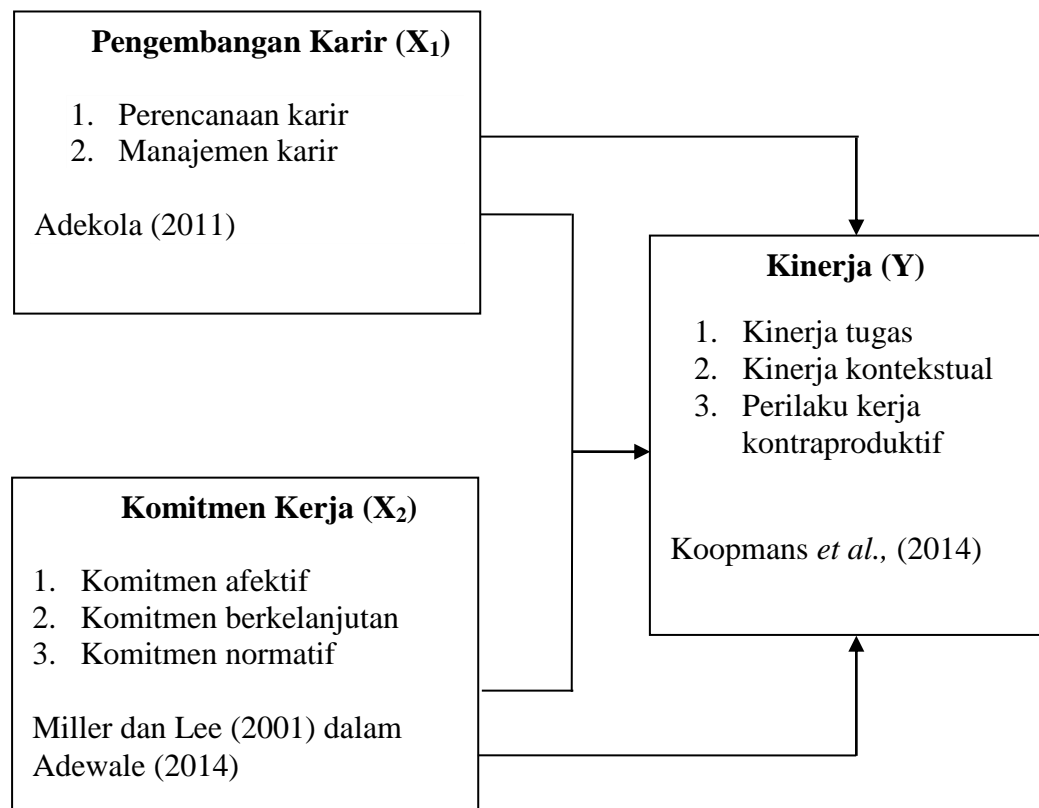 Pengembangan Karir (X₁)
1. Perencanaan karir
2. Manajemen karir
Adekola (2011)
Kinerja (Y)
1. Kinerja tugas
2. Kinerja kontekstual
3. Perilaku kerja
kontraproduktif
Koopmans et al., (2014)
Komitmen Kerja (X₂)
1. Komitmen afektif
2. Komitmen berkelanjutan
3. Komitmen normatif
Miller dan Lee (2001) dalam
Adewale (2014)